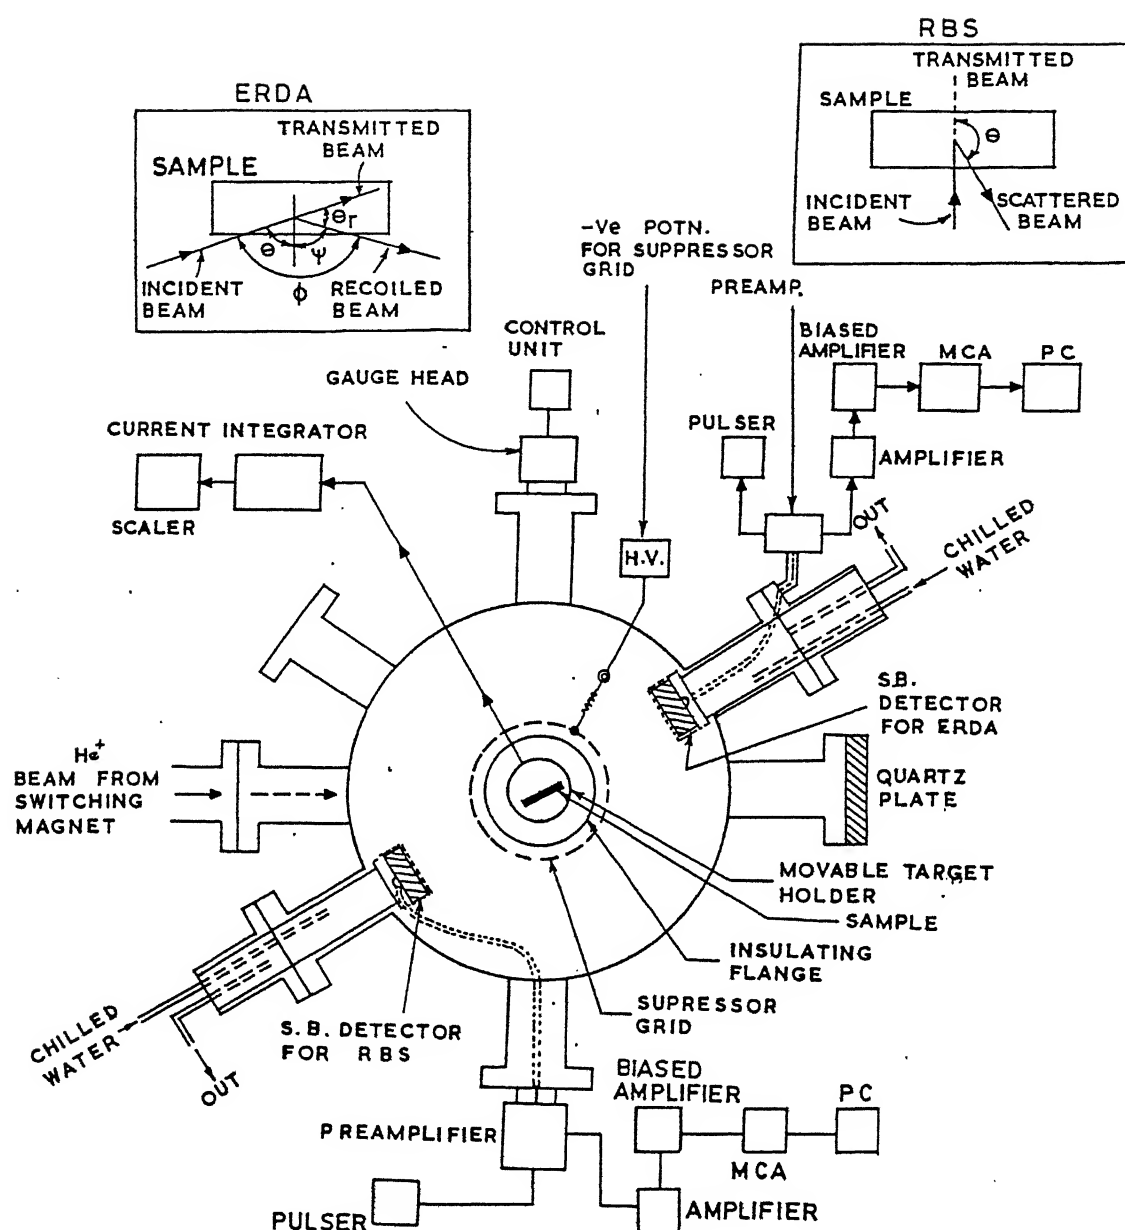 RBS
TRANSMITTED
BEAM
SAMPLE
Θ
INCIDENT
BEAM
SCATTERED
BEAM
ERDA
TRANSMITTED
BEAM
SAMPLE
Θr
Θ
Ψ
ϕ
INCIDENT
BEAM
RECOILED
BEAM
-Ve POTN.
FOR SUPPRESSOR
GRID
PREAMP.
CONTROL
UNIT
GAUGE HEAD
BIASED
AMPLIFIER
MCA
PC
PULSER
AMPLIFIER
CURRENT INTEGRATOR
SCALER
H.V.
OUT
CHILLED
WATER
S.B.
DETECTOR
FOR ERDA
He+
BEAM FROM
SWITCHING
MAGNET
QUARTZ
PLATE
MOVABLE TARGET
HOLDER
SAMPLE
INSULATING
FLANGE
SUPRESSOR
GRID
S.B. DETECTOR
FOR RBS
CHILLED
WATER
OUT
BIASED
AMPLIFIER
PC
PREAMPLIFIER
MCA
AMPLIFIER
PULSER